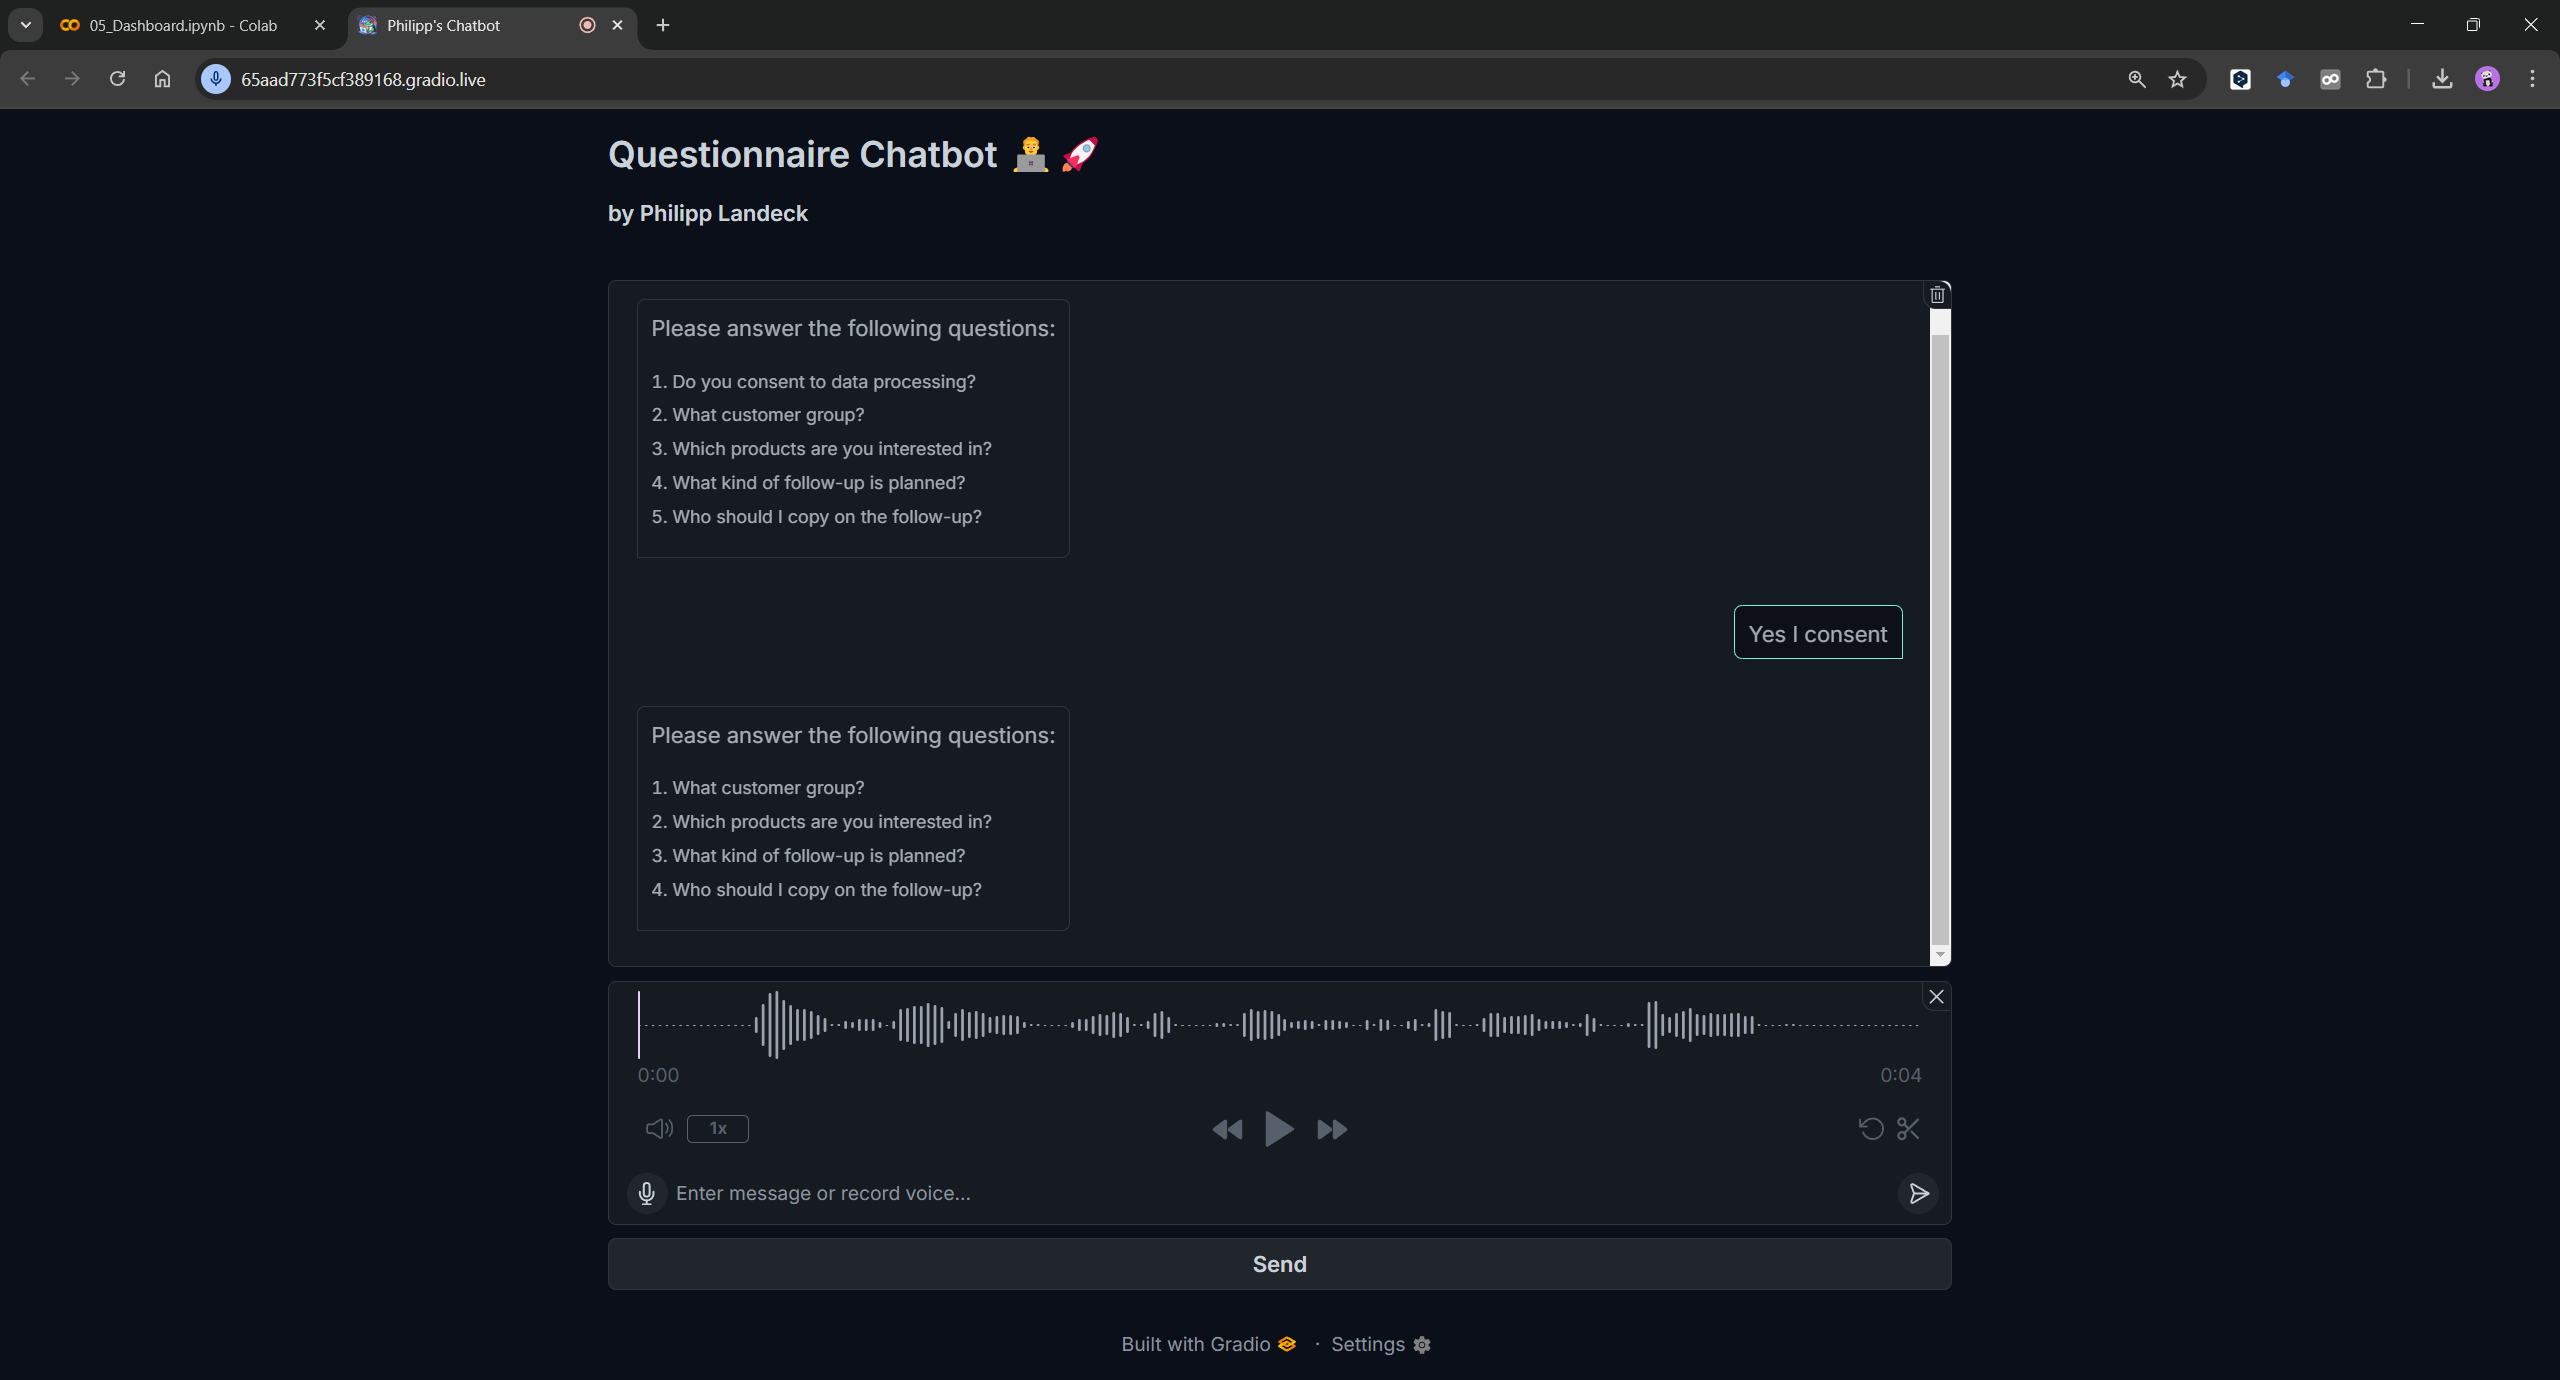 05_Dashboard.ipynb - Colab
Philipp's Chatbot
65aad773f5cf389168.gradio.live
Questionnaire Chatbot 👨‍💻 🚀
by Philipp Landeck
Please answer the following questions:
1. Do you consent to data processing?
2. What customer group?
3. Which products are you interested in?
4. What kind of follow-up is planned?
5. Who should I copy on the follow-up?
Yes I consent
Please answer the following questions:
1. What customer group?
2. Which products are you interested in?
3. What kind of follow-up is planned?
4. Who should I copy on the follow-up?
0:00
0:04
1x
Enter message or record voice...
Send
Built with Gradio · Settings